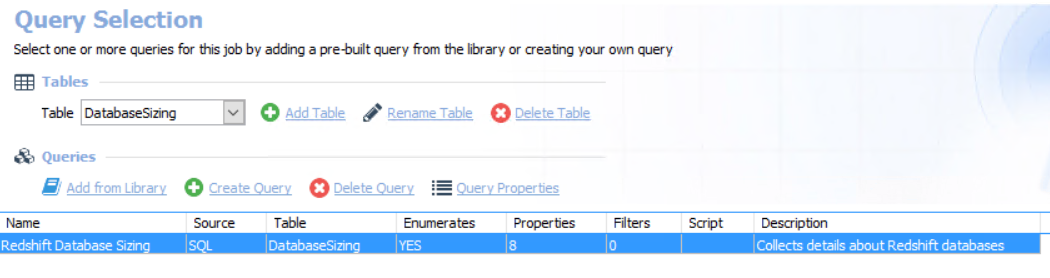 Query Selection
Select one or more queries for this job by adding a pre-built query from the library or creating your own query
Tables
Table DatabaseSizing Add Table Rename Table Delete Table
Queries
Add from Library Create Query Delete Query Query Properties
Name Source Table Enumerates Properties Filters Script Description
Redshift Database Sizing SQL DatabaseSizing YES 8 0 Collects details about Redshift databases